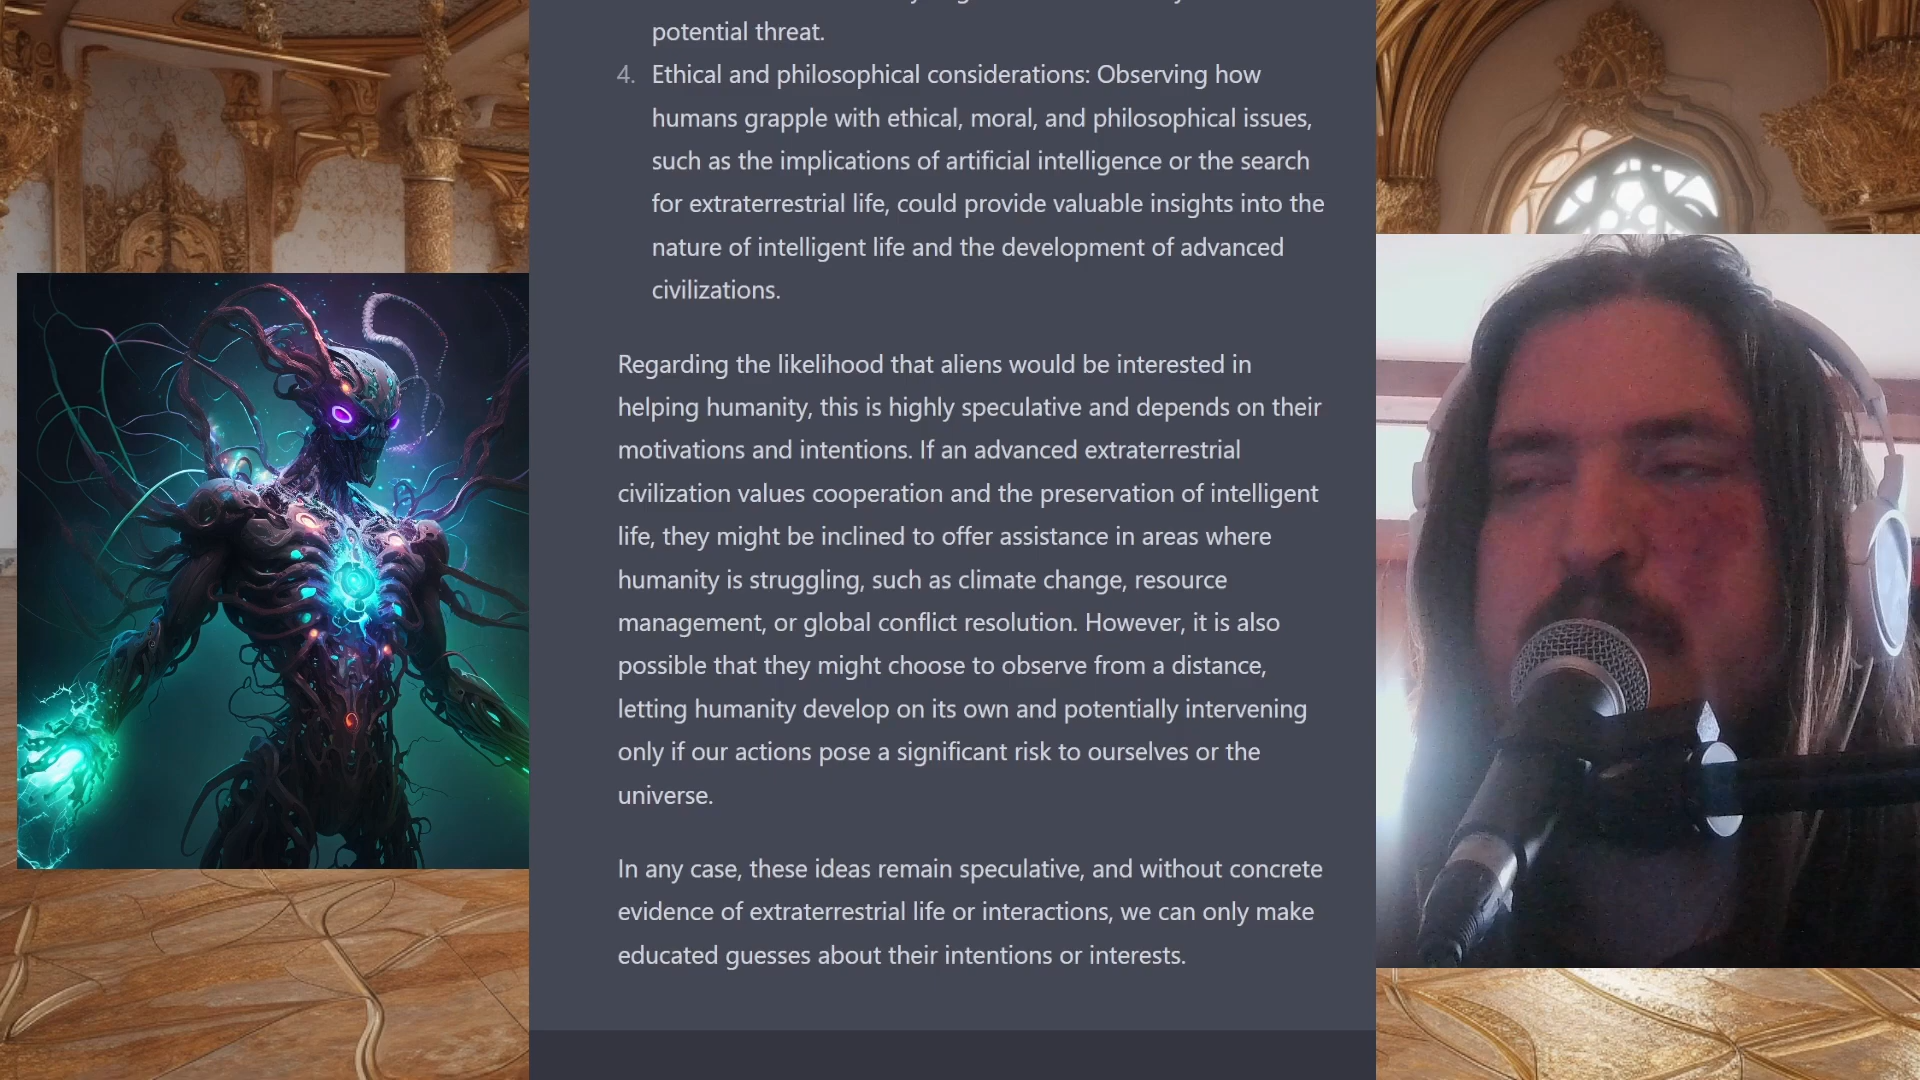 potential threat.
4. Ethical and philosophical considerations: Observing how
humans grapple with ethical, moral, and philosophical issues,
such as the implications of artificial intelligence or the search
for extraterrestrial life, could provide valuable insights into the
nature of intelligent life and the development of advanced
civilizations.
Regarding the likelihood that aliens would be interested in
helping humanity, this is highly speculative and depends on their
motivations and intentions. If an advanced extraterrestrial
civilization values cooperation and the preservation of intelligent
life, they might be inclined to offer assistance in areas where
humanity is struggling, such as climate change, resource
management, or global conflict resolution. However, it is also
possible that they might choose to observe from a distance,
letting humanity develop on its own and potentially intervening
only if our actions pose a significant risk to ourselves or the
universe.
In any case, these ideas remain speculative, and without concrete
evidence of extraterrestrial life or interactions, we can only make
educated guesses about their intentions or interests.